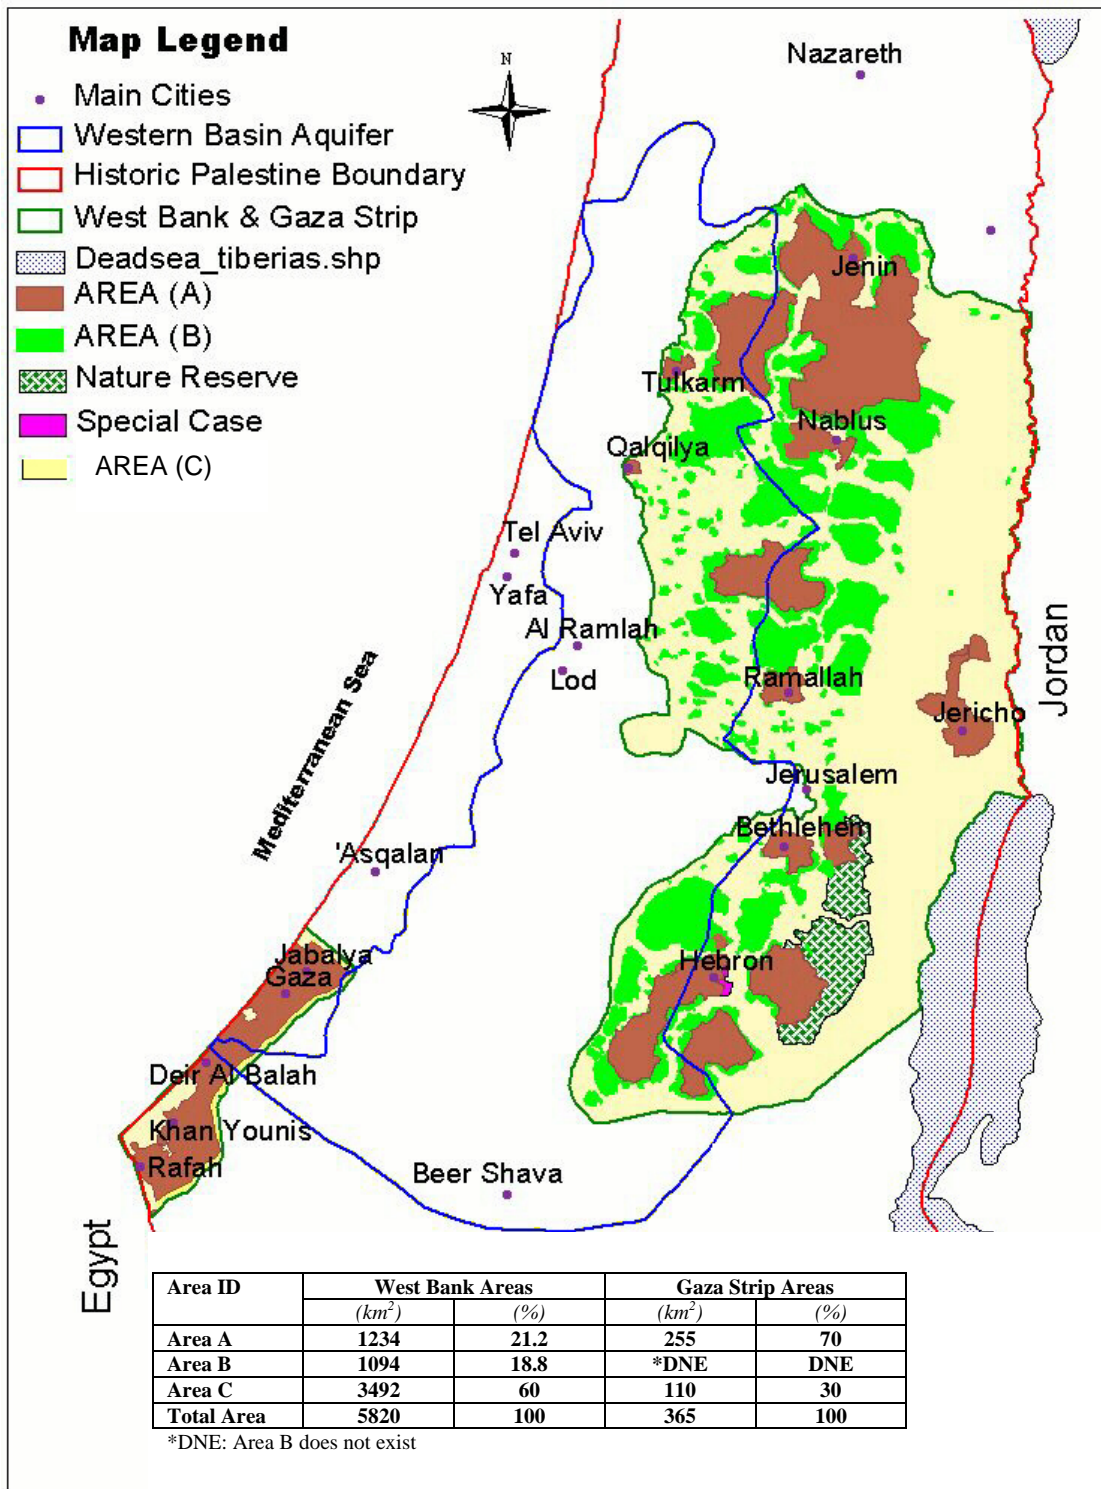 Map Legend
Main Cities
Western Basin Aquifer
Historic Palestine Boundary
West Bank & Gaza Strip
Deadsea_tiberias.shp
AREA (A)
AREA (B)
Nature Reserve
Special Case
AREA (C)
N
Nazareth
Jenin
Tulkarm
Nablus
Qalqilya
Tel Aviv
Yafa
Al Ramlah
Lod
Ramallah
Jericho
Jordan
Mediterranean Sea
Jerusalem
Bethlehem
'Asqalan
Jabalya
Gaza
Hebron
Deir Al Balah
Khan Younis
Rafah
Beer Shava
Egypt
Area ID West Bank Areas Gaza Strip Areas
(km²) (%) (km²) (%)
Area A 1234 21.2 255 70
Area B 1094 18.8 *DNE DNE
Area C 3492 60 110 30
Total Area 5820 100 365 100
*DNE: Area B does not exist